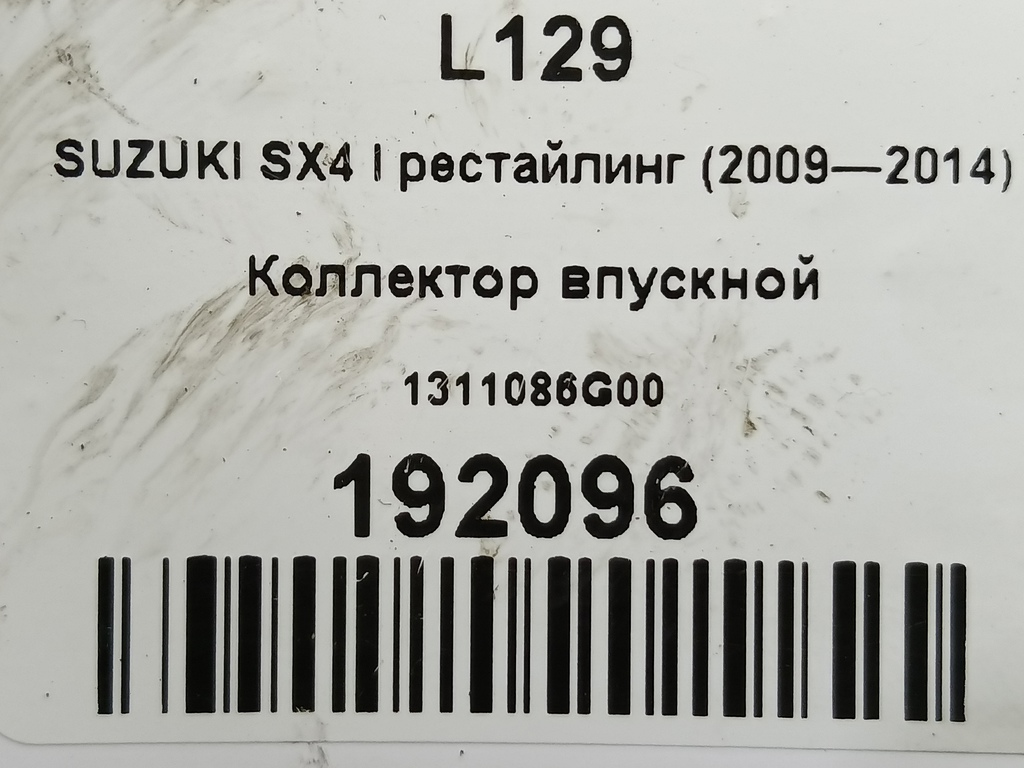 L129
SUZUKI SX4 I рестайлинг (2009—2014)
Коллектор впускной
1311086G00
192096